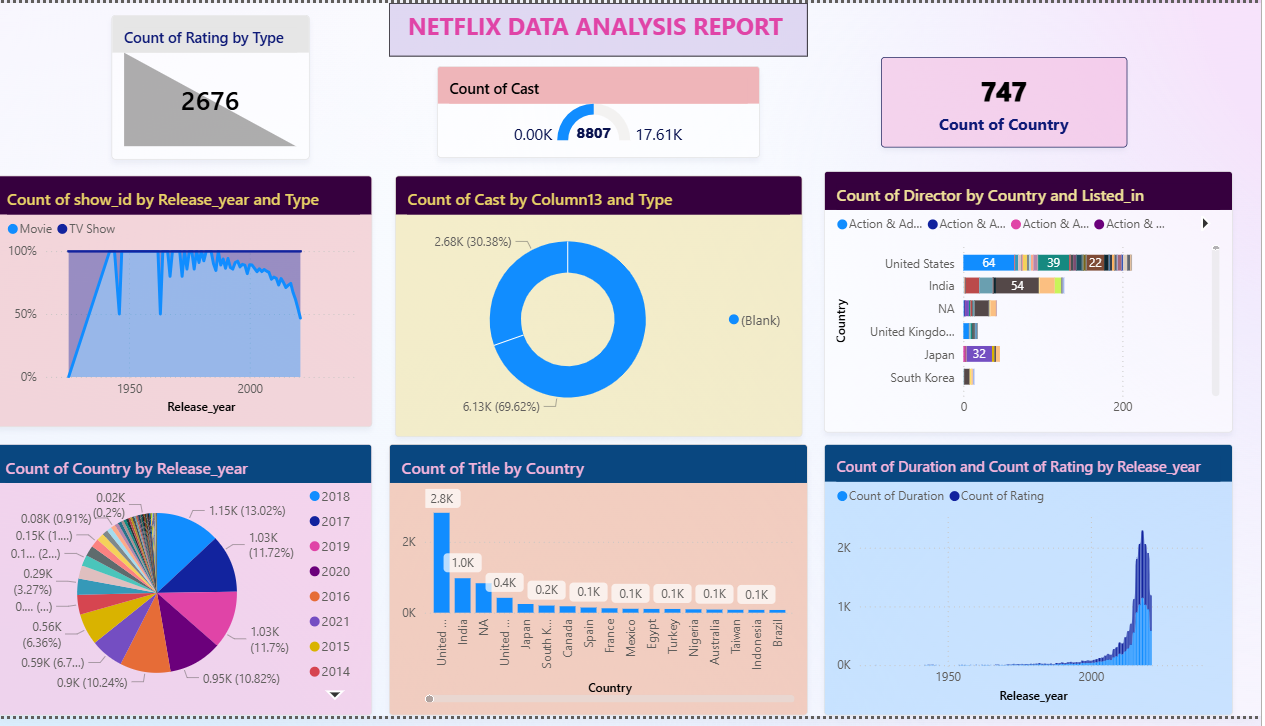 NETFLIX DATA ANALYSIS REPORT
Count of Rating by Type
2676
Count of Cast
0.00K
8807
17.61K
747
Count of Country
Count of show_id by Release_year and Type
Movie
TV Show
100%
50%
0%
1950
2000
Release_year
Count of Cast by Column13 and Type
2.68K (30.38%)
6.13K (69.62%)
(Blank)
Count of Director by Country and Listed_in
Action & Ad...
Action & A...
Action & A...
Action & ...
Country
United States
64
39
22
India
54
NA
United Kingdo...
Japan
32
South Korea
0
200
Count of Country by Release_year
0.02K
(0.2%)
0.08K (0.91%)
0.15K (1....)
0.1... (2...)
0.29K
(3.27%)
0.... (...)
0.56K
(6.36%)
0.59K (6.7...)
0.9K (10.24%)
0.95K (10.82%)
1.03K
(11.7%)
1.03K
(11.72%)
1.15K (13.02%)
2018
2017
2019
2020
2016
2021
2015
2014
Count of Title by Country
2K
0K
2.8K
1.0K
0.4K
0.2K
0.1K
0.1K
0.1K
0.1K
0.1K
United ...
India
NA
United ...
Japan
South K...
Canada
Spain
France
Mexico
Egypt
Turkey
Nigeria
Australia
Taiwan
Indonesia
Brazil
Country
Count of Duration and Count of Rating by Release_year
Count of Duration
Count of Rating
2K
1K
0K
1950
2000
Release_year